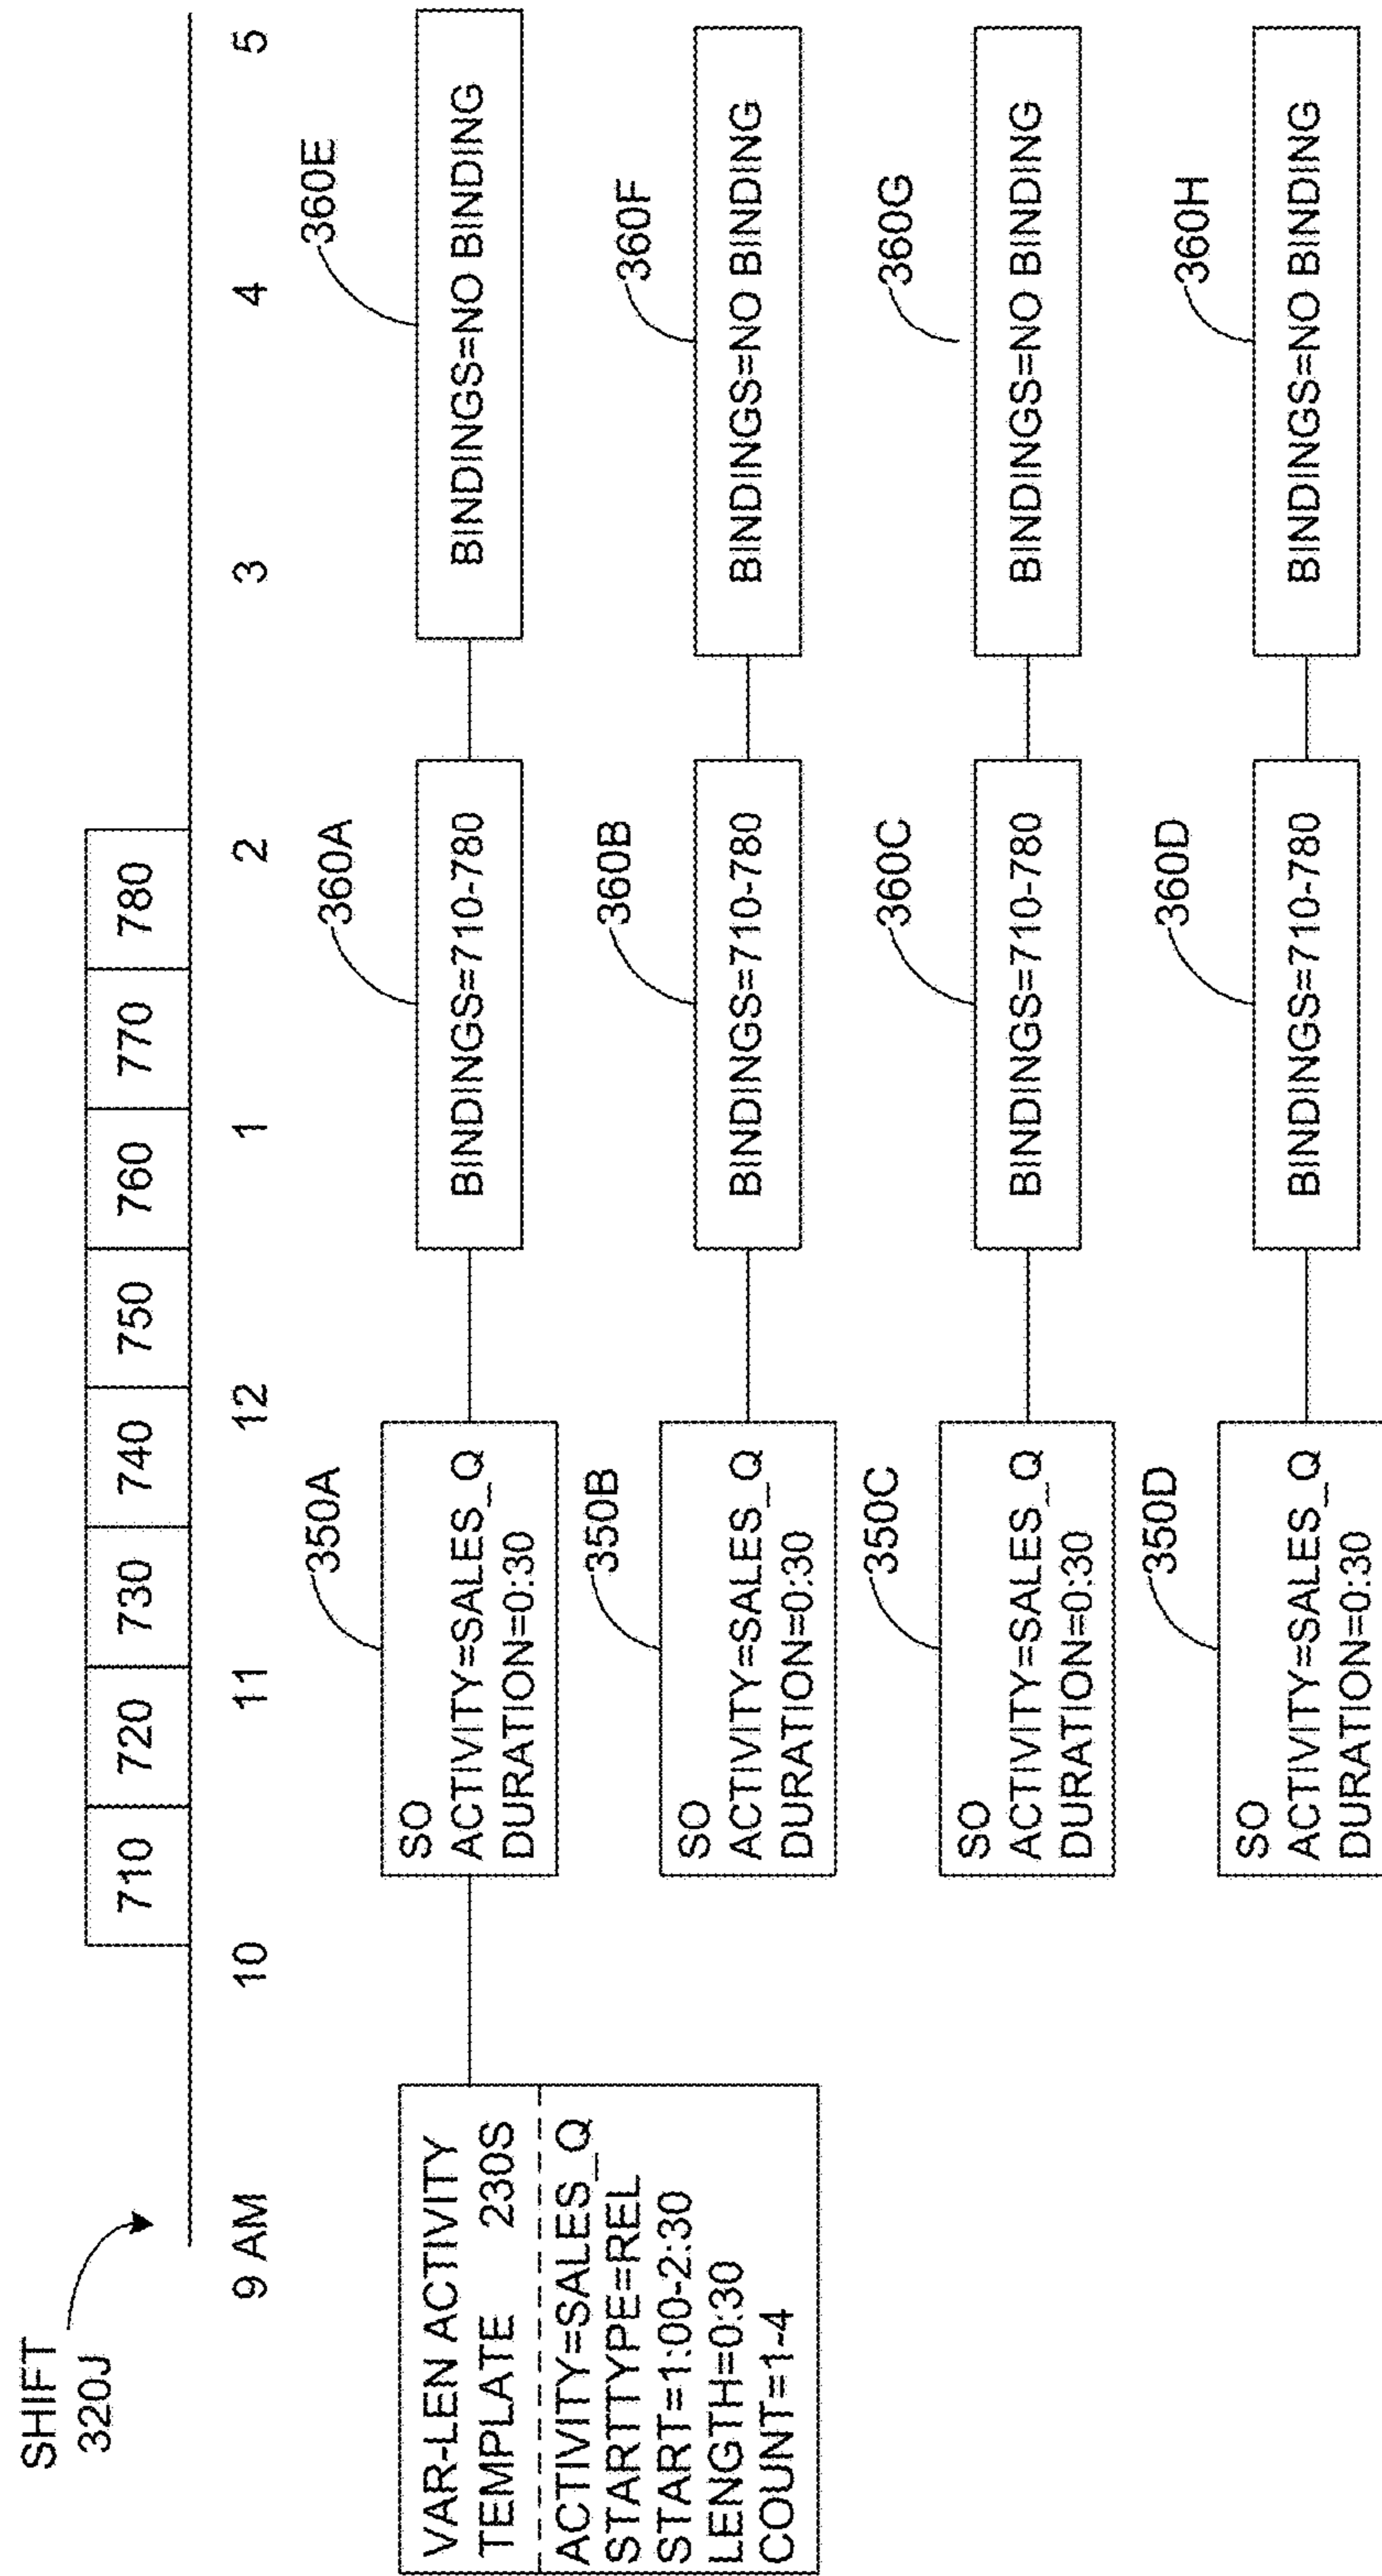 SHIFT
320J
710 720 730 740 750 760 770 780
9 AM 10 11 12 1 2 3 4 5
VAR-LEN ACTIVITY
TEMPLATE 230S
ACTIVITY=SALES_Q
STARTTYPE=REL
START=1:00-2:30
LENGTH=0:30
COUNT=1-4
350A
SO
ACTIVITY=SALES_Q
DURATION=0:30
360A
BINDINGS=710-780
360E
BINDINGS=NO BINDING
350B
SO
ACTIVITY=SALES_Q
DURATION=0:30
360B
BINDINGS=710-780
360F
BINDINGS=NO BINDING
350C
SO
ACTIVITY=SALES_Q
DURATION=0:30
360C
BINDINGS=710-780
360G
BINDINGS=NO BINDING
350D
SO
ACTIVITY=SALES_Q
DURATION=0:30
360D
BINDINGS=710-780
360H
BINDINGS=NO BINDING